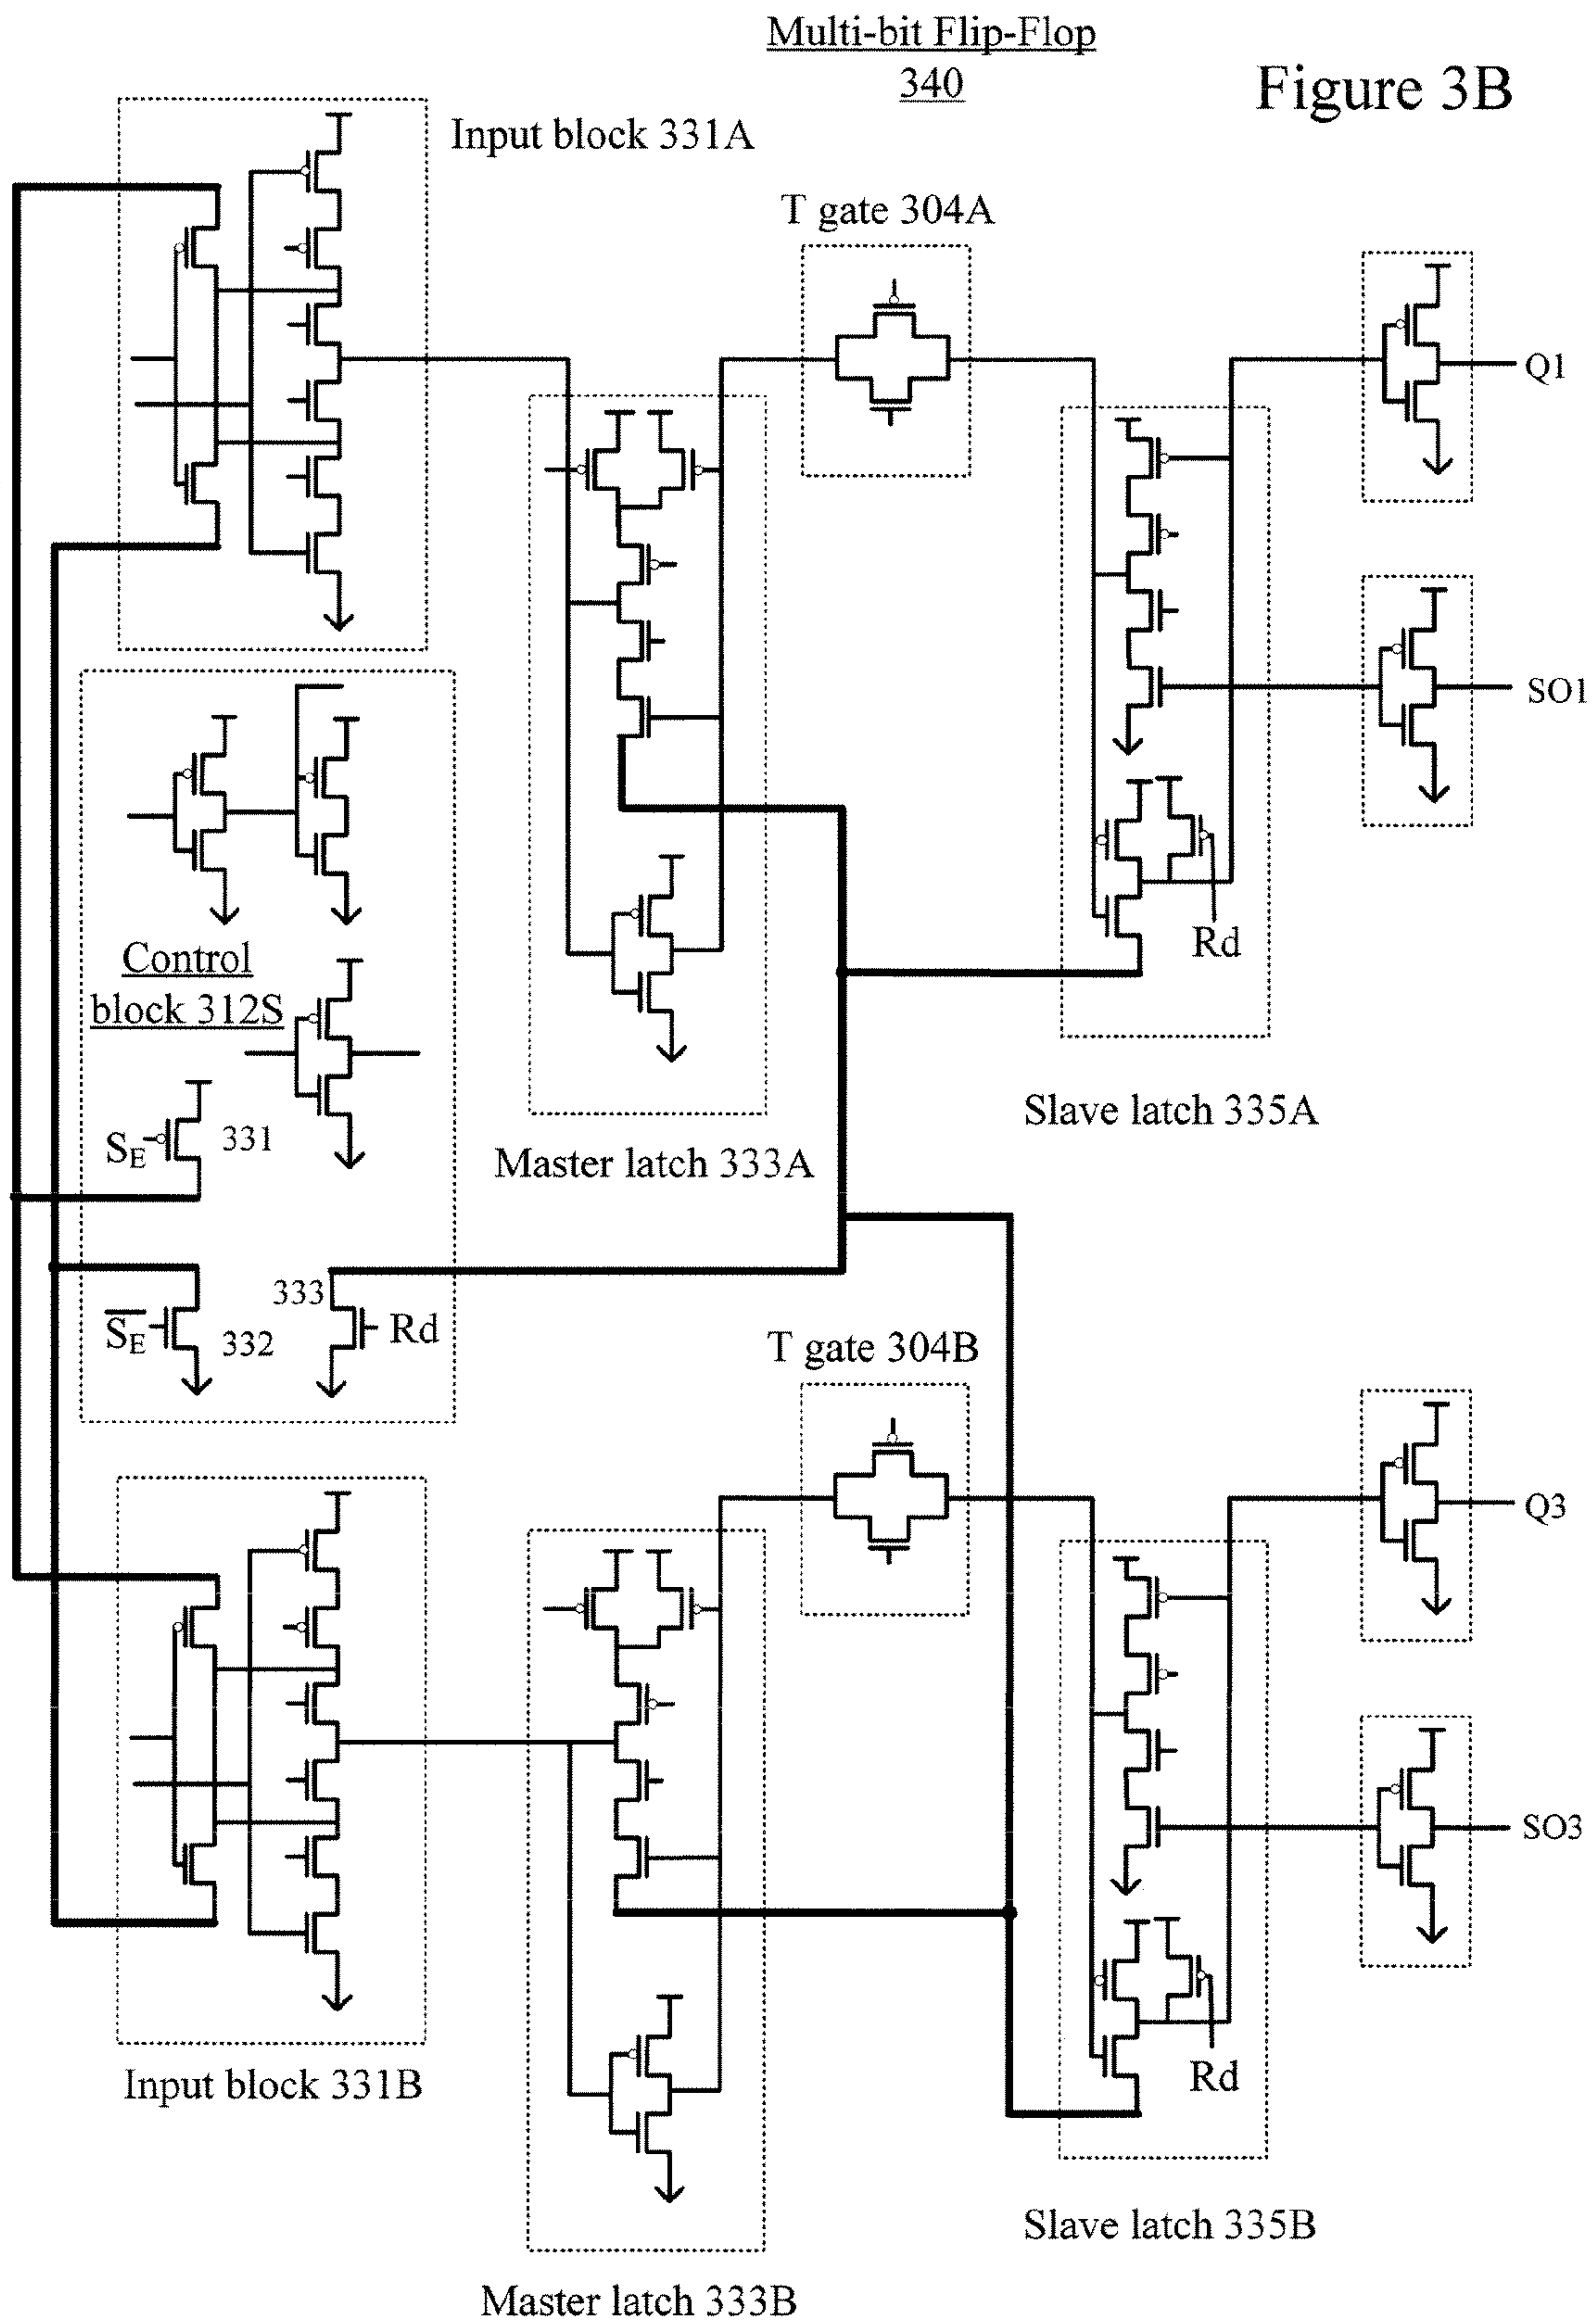 Multi-bit Flip-Flop
340
Figure 3B
Input block 331A
T gate 304A
Q1
SO1
Rd
Control
block 312S
Slave latch 335A
S_E
331
Master latch 333A
333
S̅_E̅
332
Rd
T gate 304B
Q3
SO3
Rd
Input block 331B
Slave latch 335B
Master latch 333B